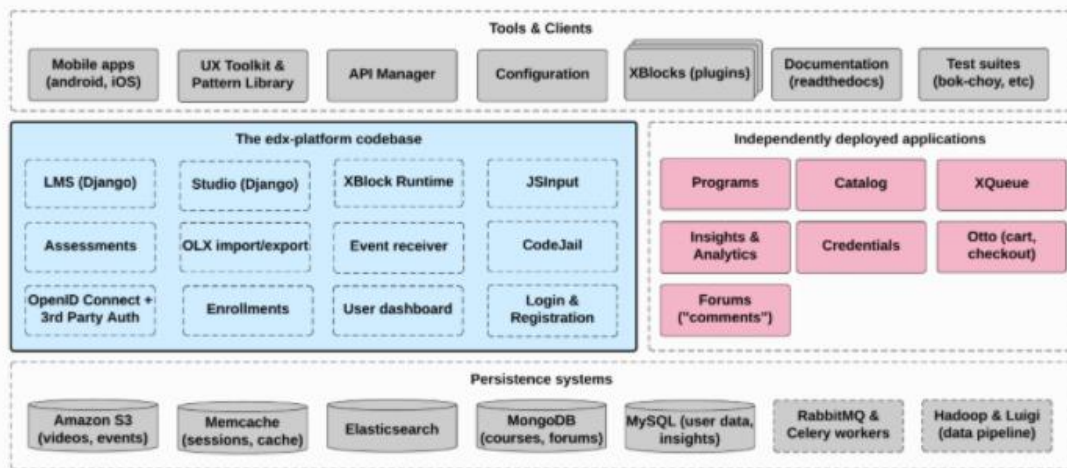 Tools & Clients
Mobile apps
(android, iOS)
UX Toolkit &
Pattern Library
API Manager
Configuration
XBlocks (plugins)
Documentation
(readthedocs)
Test suites
(bok-choy, etc)
The edx-platform codebase
LMS (Django)
Studio (Django)
XBlock Runtime
JSInput
Assessments
OLX import/export
Event receiver
CodeJail
OpenID Connect +
3rd Party Auth
Enrollments
User dashboard
Login &
Registration
Independently deployed applications
Programs
Catalog
XQueue
Insights &
Analytics
Credentials
Otto (cart,
checkout)
Forums
("comments")
Persistence systems
Amazon S3
(videos, events)
Memcache
(sessions, cache)
Elasticsearch
MongoDB
(courses, forums)
MySQL (user data,
insights)
RabbitMQ &
Celery workers
Hadoop & Luigi
(data pipeline)